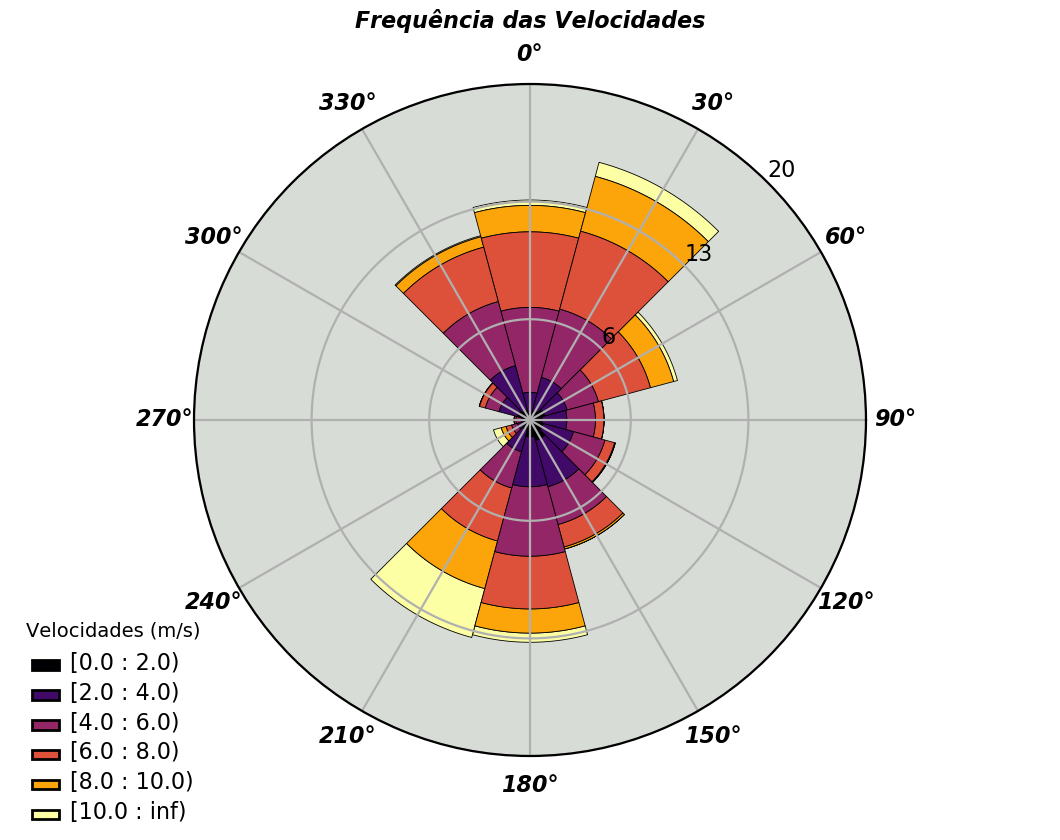 Frequência das Velocidades
0°
330°
30°
20
300°
60°
13
6
270°
90°
240°
120°
210°
150°
180°
Velocidades (m/s)
[0.0 : 2.0)
[2.0 : 4.0)
[4.0 : 6.0)
[6.0 : 8.0)
[8.0 : 10.0)
[10.0 : inf)